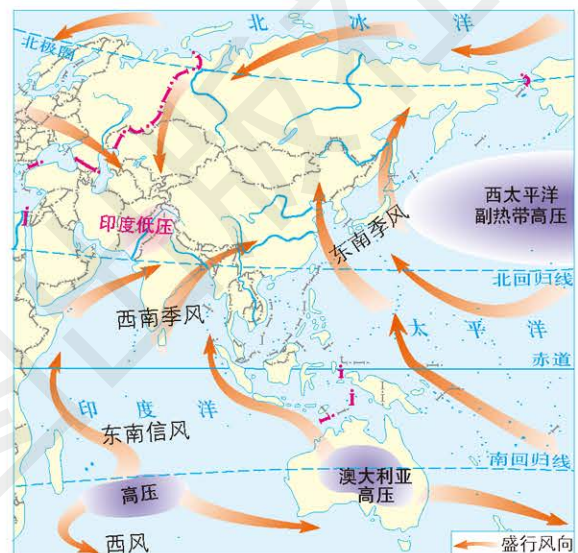 北 冰 洋
北极圈
印度低压
西太平洋
副热带高压
东南季风
北回归线
西南季风
太 平 洋
赤道
印 度 洋
东南信风
南回归线
高压
澳大利亚
高压
西风
盛行风向